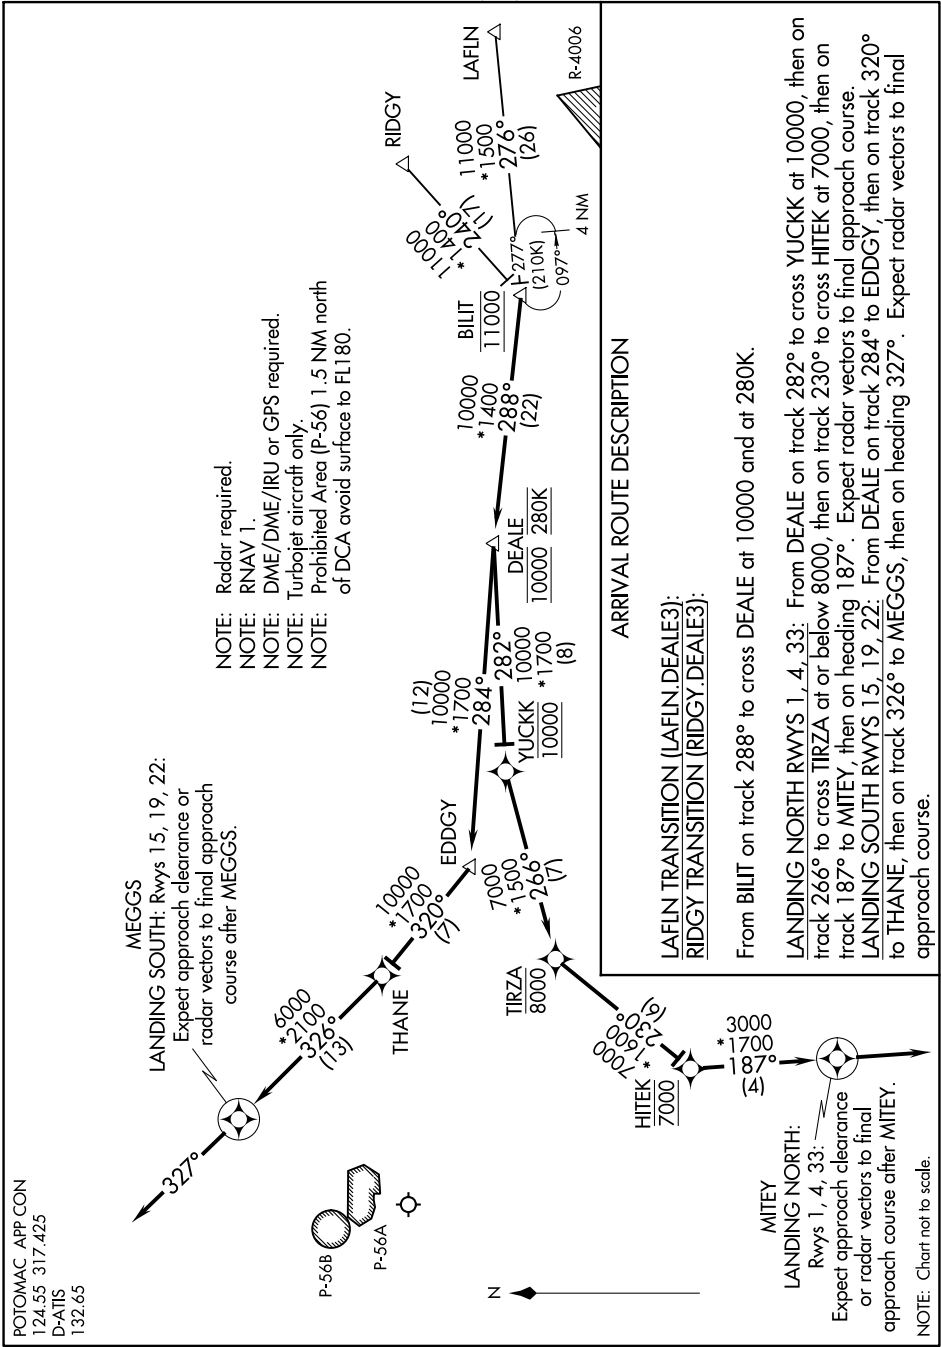 POTOMAC APP CON
124.55 317.425
D-ATIS
132.65
NOTE: Radar required.
NOTE: RNAV 1.
NOTE: DME/DME/IRU or GPS required.
NOTE: Turbojet aircraft only.
NOTE: Prohibited Area (P-56) 1.5 NM north
of DCA avoid surface to FL180.
MEGGS
LANDING SOUTH: Rwys 15, 19, 22:
Expect approach clearance or
radar vectors to final approach
course after MEGGS.
327°
6000
*2100
326°
(13)
THANE
10000
*1700
320°
(7)
EDDGY
(12)
10000
*1700
284°
282°
10000
*1700
(8)
YUCKK
10000
DEALE
10000 280K
10000
*1400
288°
(22)
BILIT
11000
11000
*1400
240°
(17)
RIDGY
LAFLN
11000
*1500
276°
(26)
277°
(210K)
097°
4 NM
R-4006
7000
*1500
266°
(7)
TIRZA
8000
7000
*1600
230°
(6)
HITEK
7000
3000
*1700
187°
(4)
P-56B
P-56A
N
MITEY
LANDING NORTH:
Rwys 1, 4, 33:
Expect approach clearance
or radar vectors to final
approach course after MITEY.
NOTE: Chart not to scale.
ARRIVAL ROUTE DESCRIPTION
LAFLN TRANSITION (LAFLN.DEALE3):
RIDGY TRANSITION (RIDGY.DEALE3):
From BILIT on track 288° to cross DEALE at 10000 and at 280K.
LANDING NORTH RWYS 1, 4, 33: From DEALE on track 282° to cross YUCKK at 10000, then on
track 266° to cross TIRZA at or below 8000, then on track 230° to cross HITEK at 7000, then on
track 187° to MITEY, then on heading 187°. Expect radar vectors to final approach course.
LANDING SOUTH RWYS 15, 19, 22: From DEALE on track 284° to EDDGY, then on track 320°
to THANE, then on track 326° to MEGGS, then on heading 327°. Expect radar vectors to final
approach course.